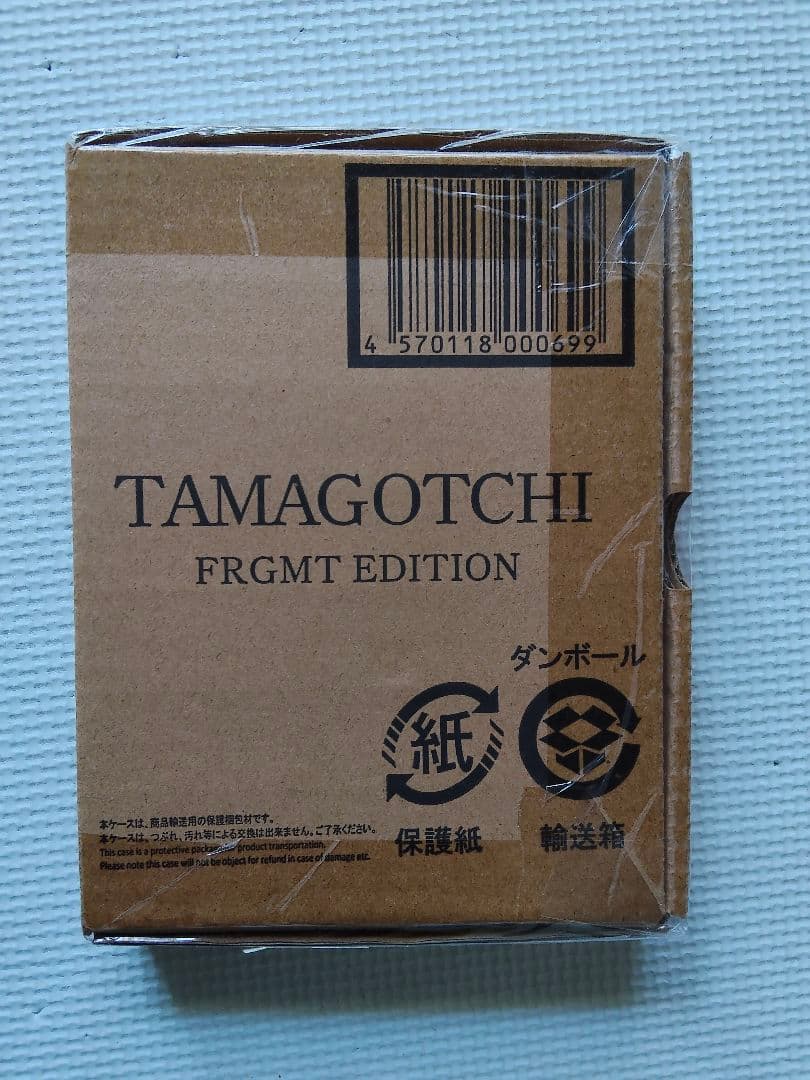 4 570118 000699
TAMAGOTCHI
FRGMT EDITION
ダンボール
紙
保護紙
輸送箱
本ケースは、商品輸送用の保護梱包材です。
本ケースは、つぶれ、汚れ等による交換は出来ません。ご了承ください。
This case is a protective package for product transportation.
Please note this case will not be object for refund in case of damage etc.